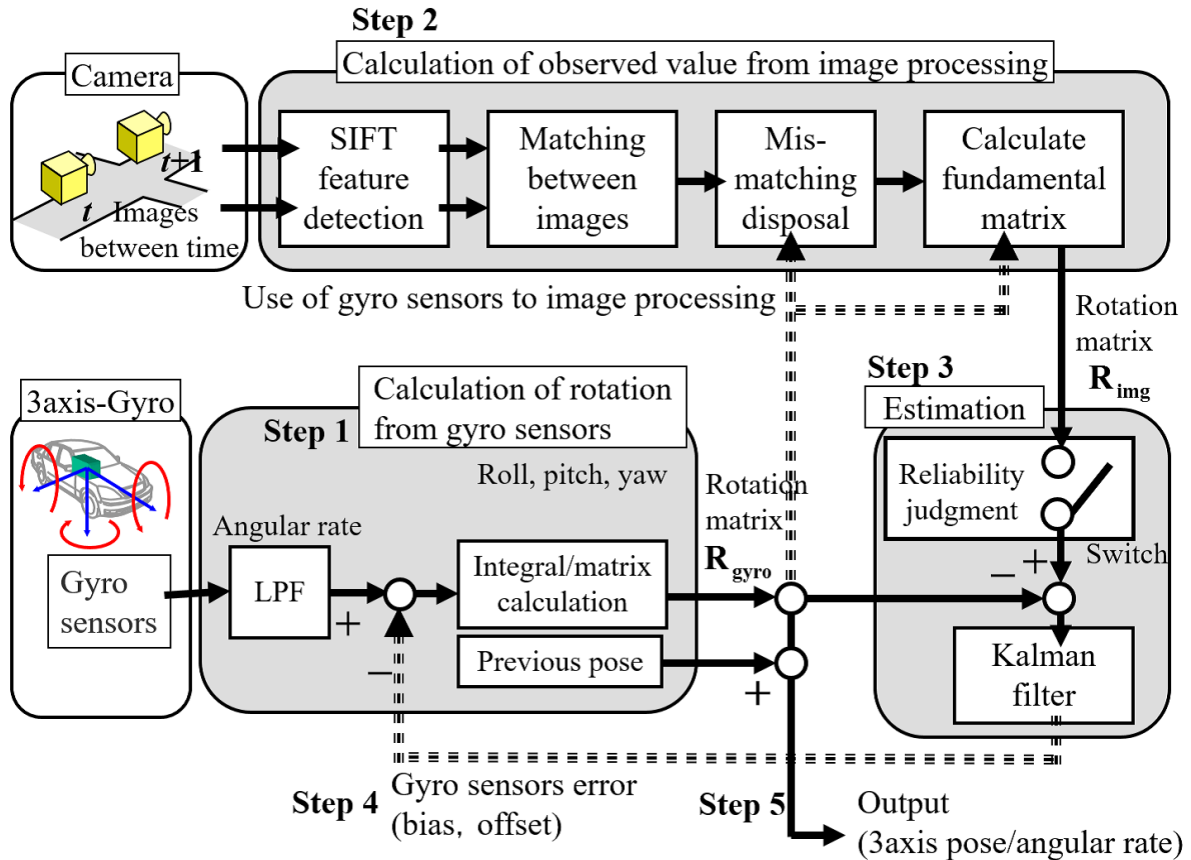 Step 2
Calculation of observed value from image processing
Camera
t+1
t
Images
between time
SIFT
feature
detection
Matching
between
images
Mis-
matching
disposal
Calculate
fundamental
matrix
Use of gyro sensors to image processing
Rotation
matrix
R img
Step 3
Estimation
Reliability
judgment
Switch
−
+
Kalman
filter
3axis-Gyro
Gyro
sensors
Step 1
Calculation of rotation
from gyro sensors
Roll, pitch, yaw
Angular rate
LPF
+
−
Integral/matrix
calculation
Previous pose
Rotation
matrix
R gyro
+
Step 4
Gyro sensors error
(bias, offset)
Step 5
Output
(3axis pose/angular rate)